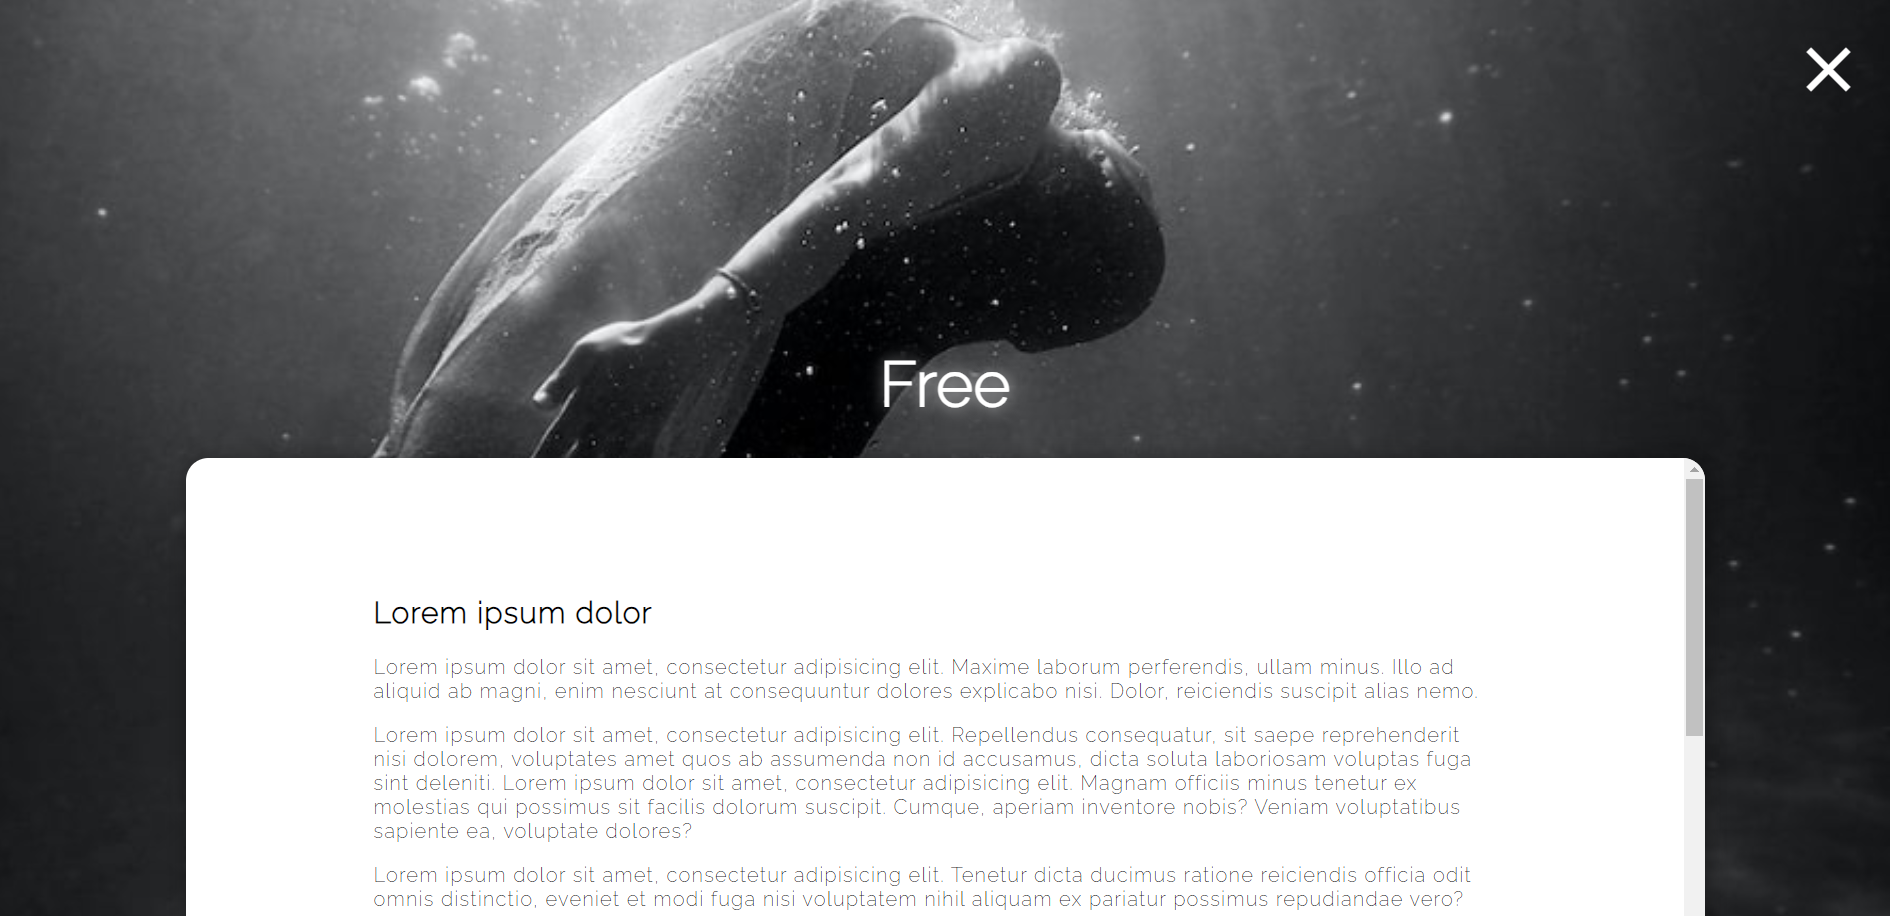 Free
Lorem ipsum dolor
Lorem ipsum dolor sit amet, consectetur adipisicing elit. Maxime laborum perferendis, ullam minus. Illo ad
aliquid ab magni, enim nesciunt at consequuntur dolores explicabo nisi. Dolor, reiciendis suscipit alias nemo.
Lorem ipsum dolor sit amet, consectetur adipisicing elit. Repellendus consequatur, sit saepe reprehenderit
nisi dolorem, voluptates amet quos ab assumenda non id accusamus, dicta soluta laboriosam voluptas fuga
sint deleniti. Lorem ipsum dolor sit amet, consectetur adipisicing elit. Magnam officiis minus tenetur ex
molestias qui possimus sit facilis dolorum suscipit. Cumque, aperiam inventore nobis? Veniam voluptatibus
sapiente ea, voluptate dolores?
Lorem ipsum dolor sit amet, consectetur adipisicing elit. Tenetur dicta ducimus ratione reiciendis officia odit
omnis distinctio, eveniet et modi fuga nisi voluptatem nihil aliquam ex pariatur possimus repudiandae vero?